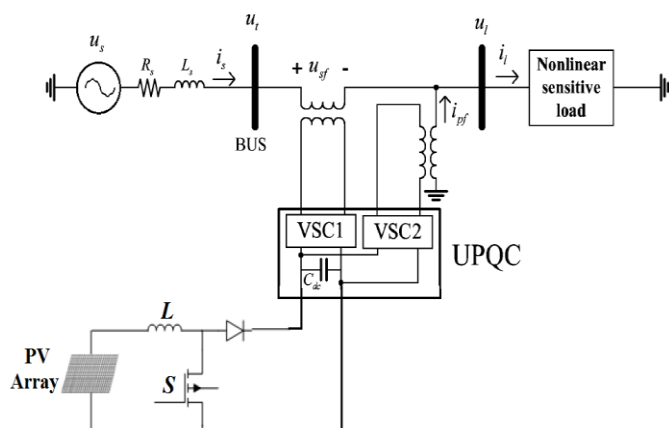 u_s
R_s
L_s
i_s
u_t
+ u_sf -
u_l
i_l
Nonlinear
sensitive
load
BUS
i_pf
VSC1
VSC2
UPQC
C_dc
L
PV
Array
S